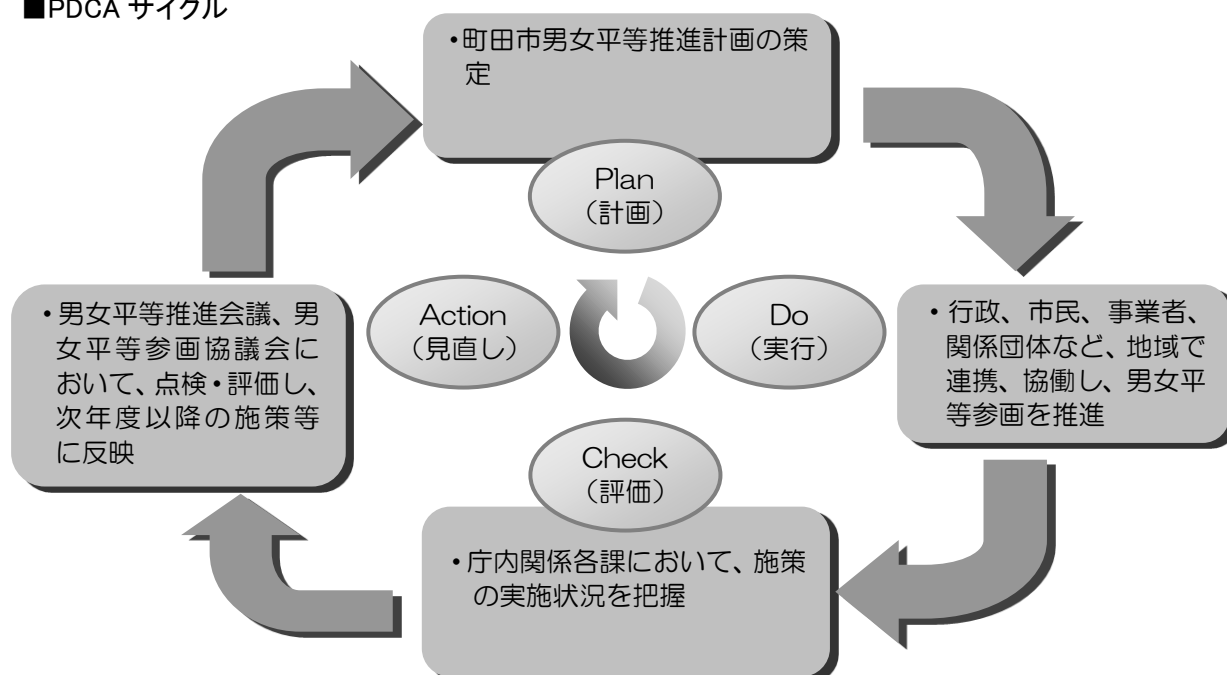 ■PDCA サイクル
・町田市男女平等推進計画の策
定
Plan
（計画）
Do
（実行）
・行政、市民、事業者、
関係団体など、地域で
連携、協働し、男女平
等参画を推進
Check
（評価）
・庁内関係各課において、施策
の実施状況を把握
Action
（見直し）
・男女平等推進会議、男
女平等参画協議会に
おいて、点検・評価し、
次年度以降の施策等
に反映